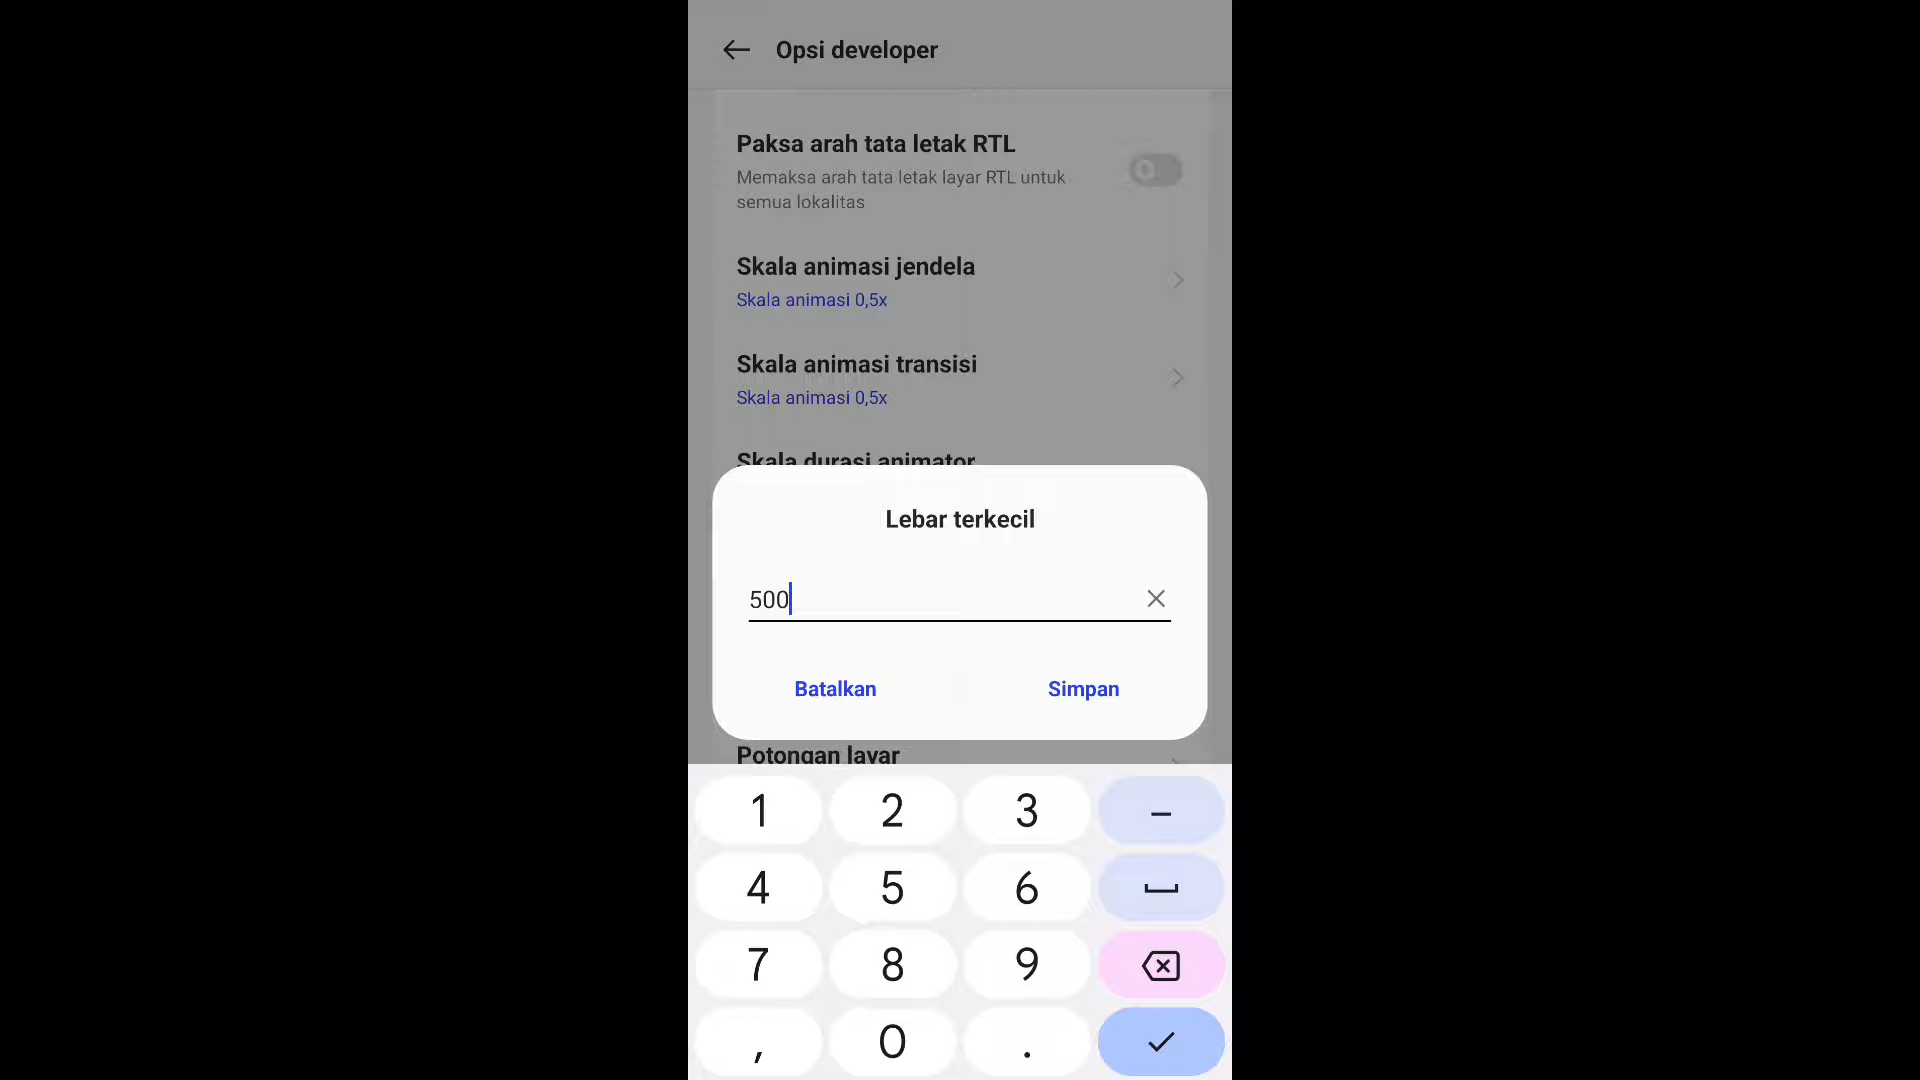 Opsi developer
Paksa arah tata letak RTL
Memaksa arah tata letak layar RTL untuk
semua lokalitas
Skala animasi jendela
Skala animasi 0,5x
Skala animasi transisi
Skala animasi 0,5x
Skala durasi animator
Lebar terkecil
500
Batalkan Simpan
Potongan layar
1 2 3 –
4 5 6
7 8 9
, 0 .